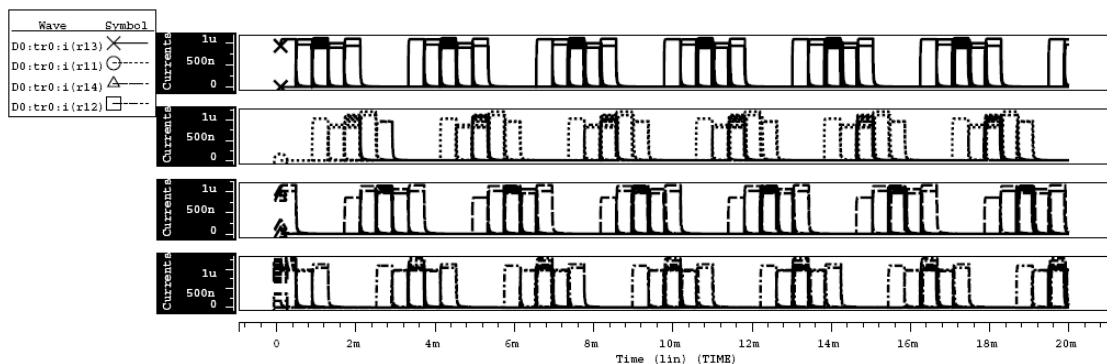 Wave Symbol
D0:tr0:i(r13)
D0:tr0:i(r11)
D0:tr0:i(r14)
D0:tr0:i(r12)
Currents
1u
500n
0
Currents
1u
500n
0
Currents
1u
500n
0
Currents
1u
500n
0
0 2m 4m 6m 8m 10m 12m 14m 16m 18m 20m
Time (lin) (TIME)